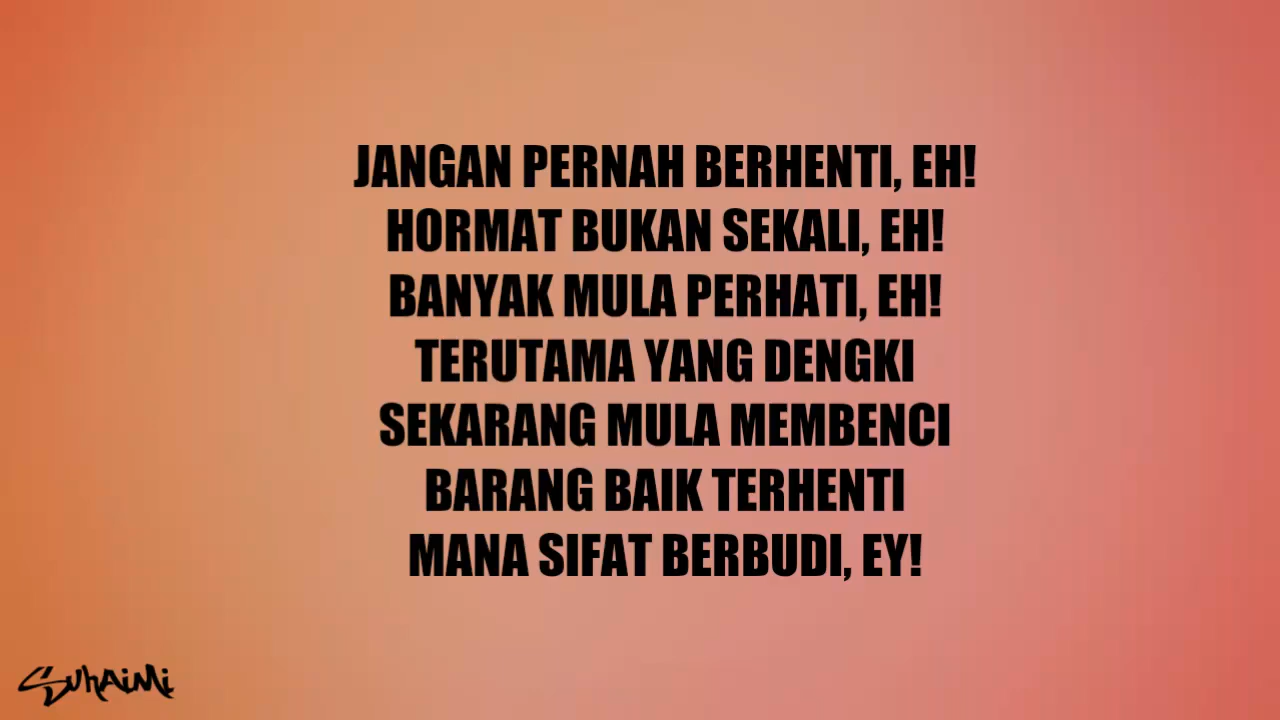 JANGAN PERNAH BERHENTI, EH!
HORMAT BUKAN SEKALI, EH!
BANYAK MULA PERHATI, EH!
TERUTAMA YANG DENGKI
SEKARANG MULA MEMBENCI
BARANG BAIK TERHENTI
MANA SIFAT BERBUDI, EY!
SUHAiMi